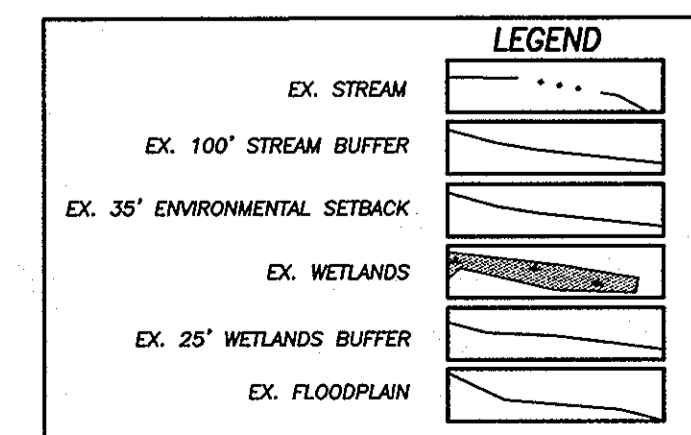 LEGEND
EX. STREAM
EX. 100' STREAM BUFFER
EX. 35' ENVIRONMENTAL SETBACK
EX. WETLANDS
EX. 25' WETLANDS BUFFER
EX. FLOODPLAIN